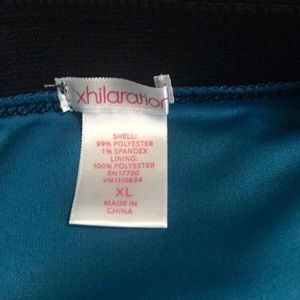 xhilaration
SHELL:
99% POLYESTER
1% SPANDEX
LINING:
100% POLYESTER
RN17730
VN1110834
XL
MADE IN
CHINA